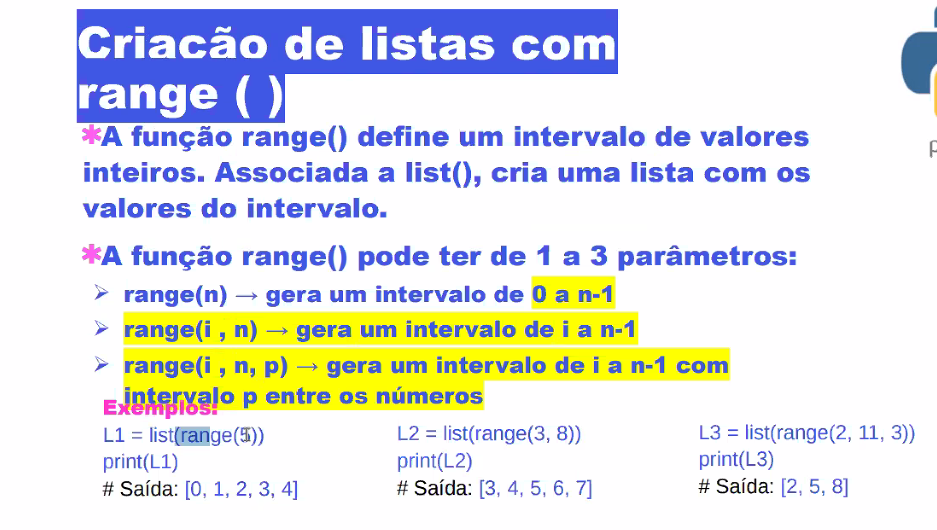 Criacão de listas com
range ( )
*A função range() define um intervalo de valores
inteiros. Associada a list(), cria uma lista com os
valores do intervalo.
*A função range() pode ter de 1 a 3 parâmetros:
➢ range(n) → gera um intervalo de 0 a n-1
➢ range(i , n) → gera um intervalo de i a n-1
➢ range(i , n, p) → gera um intervalo de i a n-1 com
intervalo p entre os números
Exemplos:
L1 = list(range(5))
print(L1)
# Saída: [0, 1, 2, 3, 4]
L2 = list(range(3, 8))
print(L2)
# Saída: [3, 4, 5, 6, 7]
L3 = list(range(2, 11, 3))
print(L3)
# Saída: [2, 5, 8]